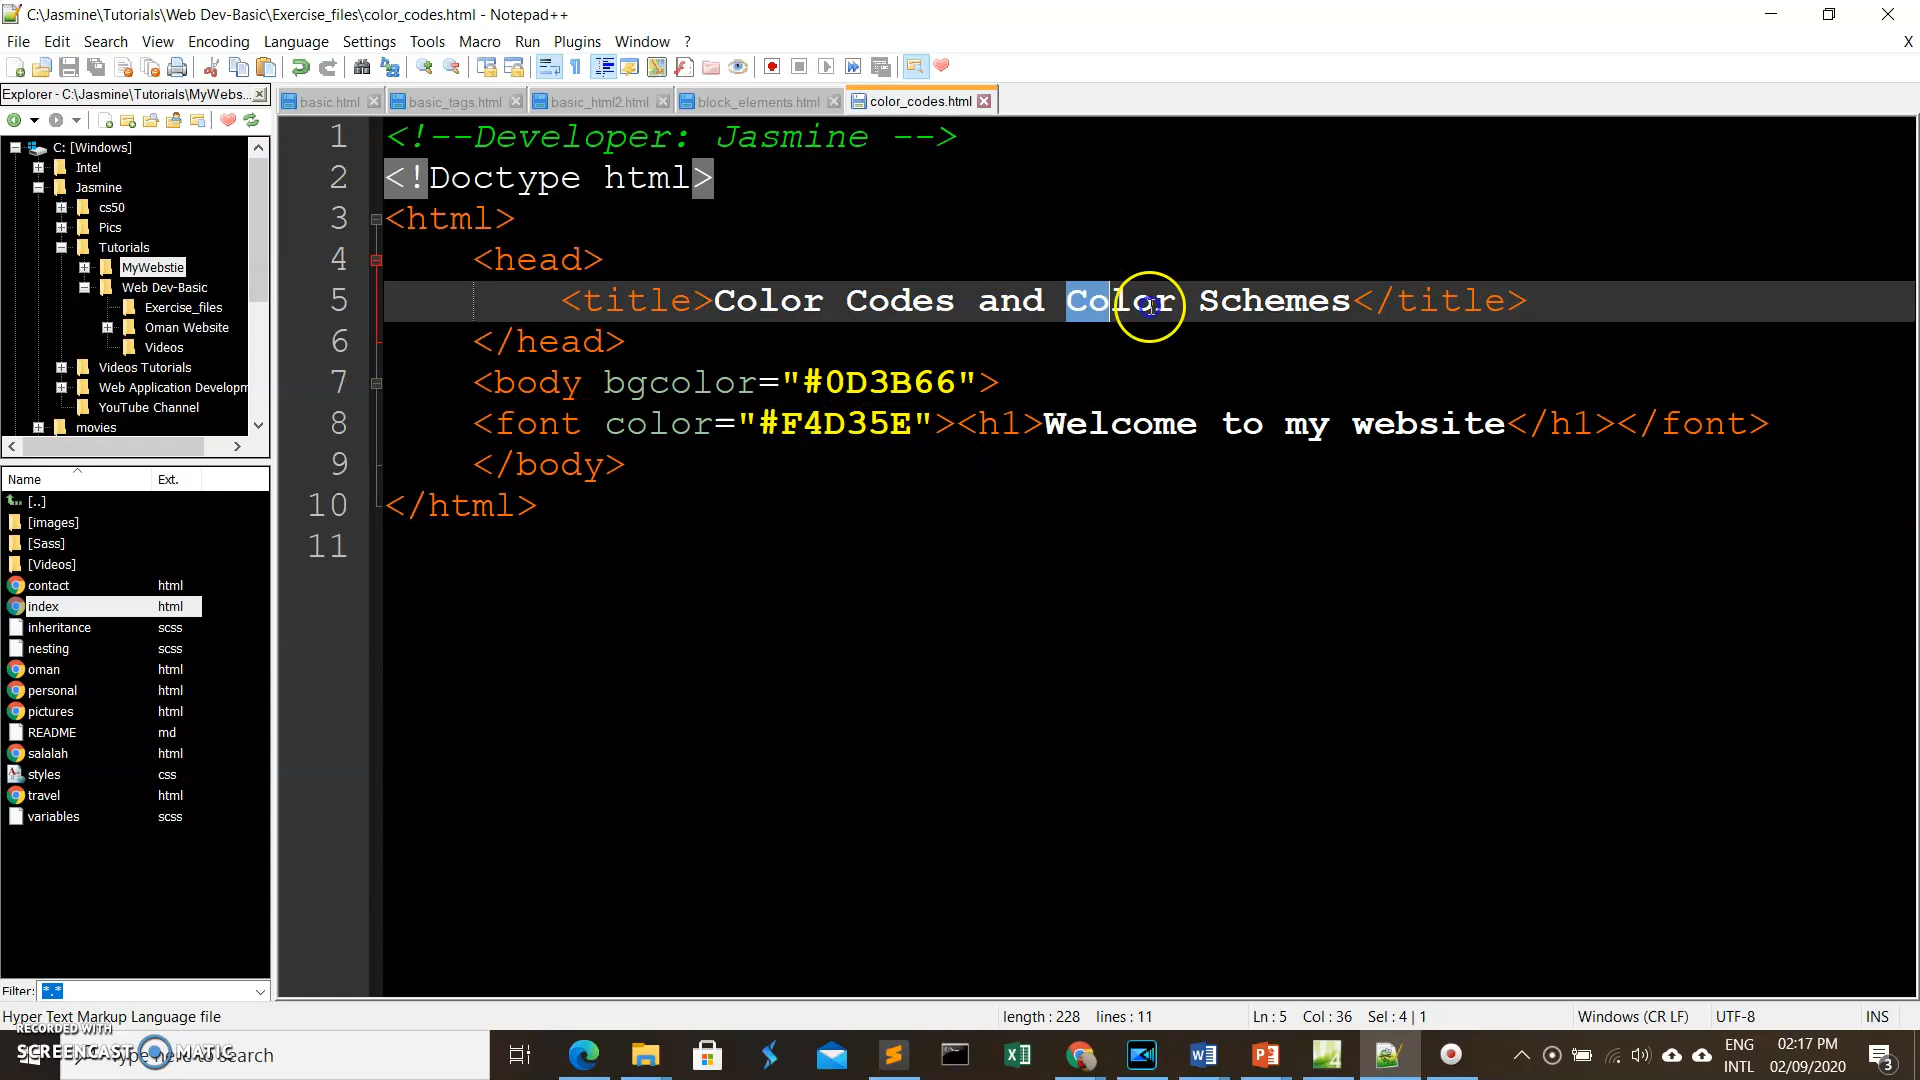 C:\Jasmine\Tutorials\Web Dev-Basic\Exercise_files\color_codes.html - Notepad++
File Edit Search View Encoding Language Settings Tools Macro Run Plugins Window ? X
Explorer - C:\Jasmine\Tutorials\MyWebs...
basic.html basic_tags.html basic_html2.html block_elements.html color_codes.html
C: [Windows]
Intel
Jasmine
cs50
Pics
Tutorials
MyWebstie
Web Dev-Basic
Exercise_files
Oman Website
Videos
Videos Tutorials
Web Application Developm
YouTube Channel
movies
Name Ext.
[..]
[images]
[Sass]
[Videos]
contact html
index html
inheritance scss
nesting scss
oman html
personal html
pictures html
README md
salalah html
styles css
travel html
variables scss
Filter: *.*
1 <!--Developer: Jasmine -->
2 <!Doctype html>
3 <html>
4 <head>
5 <title>Color Codes and Color Schemes</title>
6 </head>
7 <body bgcolor="#0D3B66">
8 <font color="#F4D35E"><h1>Welcome to my website</h1></font>
9 </body>
10 </html>
11
Hyper Text Markup Language file length : 228 lines : 11 Ln : 5 Col : 36 Sel : 4 | 1 Windows (CR LF) UTF-8 INS
RECORDED WITH
SCREENCAST MATIC
Type here to search
ENG
INTL
02:17 PM
02/09/2020
3